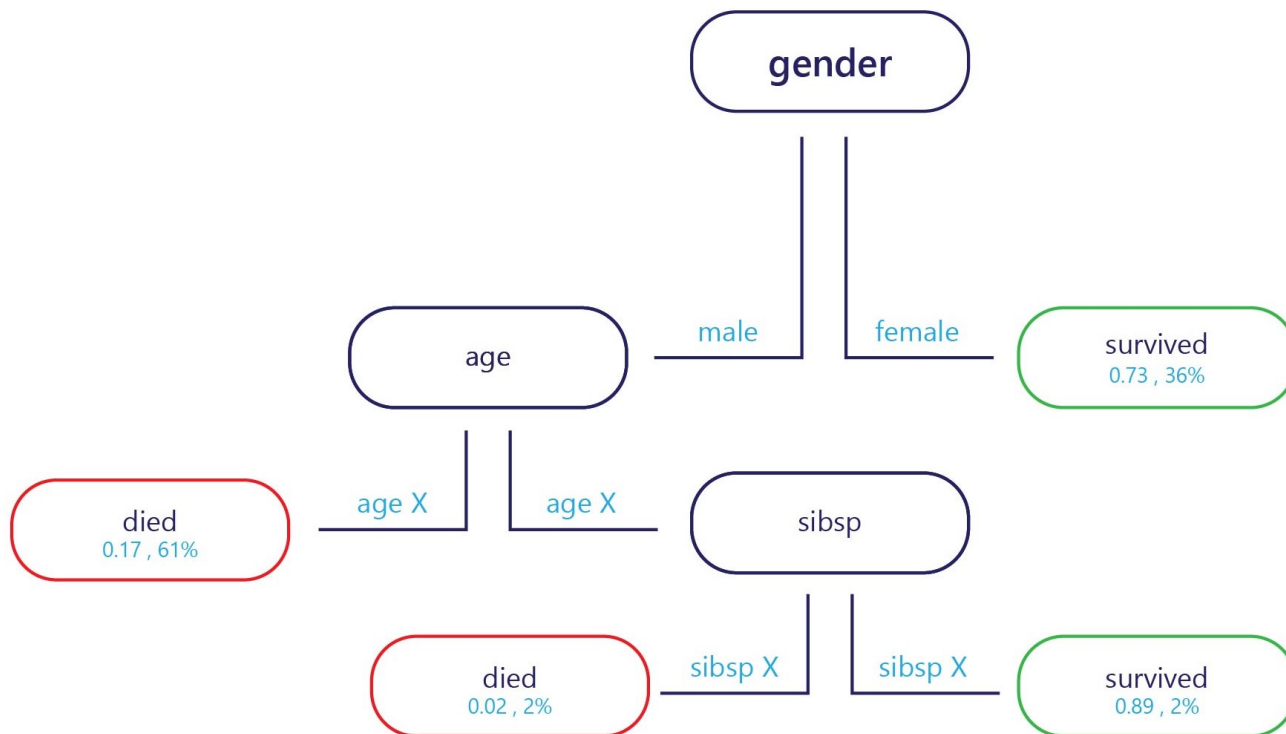 gender
male
female
age
survived
0.73 , 36%
age X
age X
died
0.17 , 61%
sibsp
sibsp X
sibsp X
died
0.02 , 2%
survived
0.89 , 2%